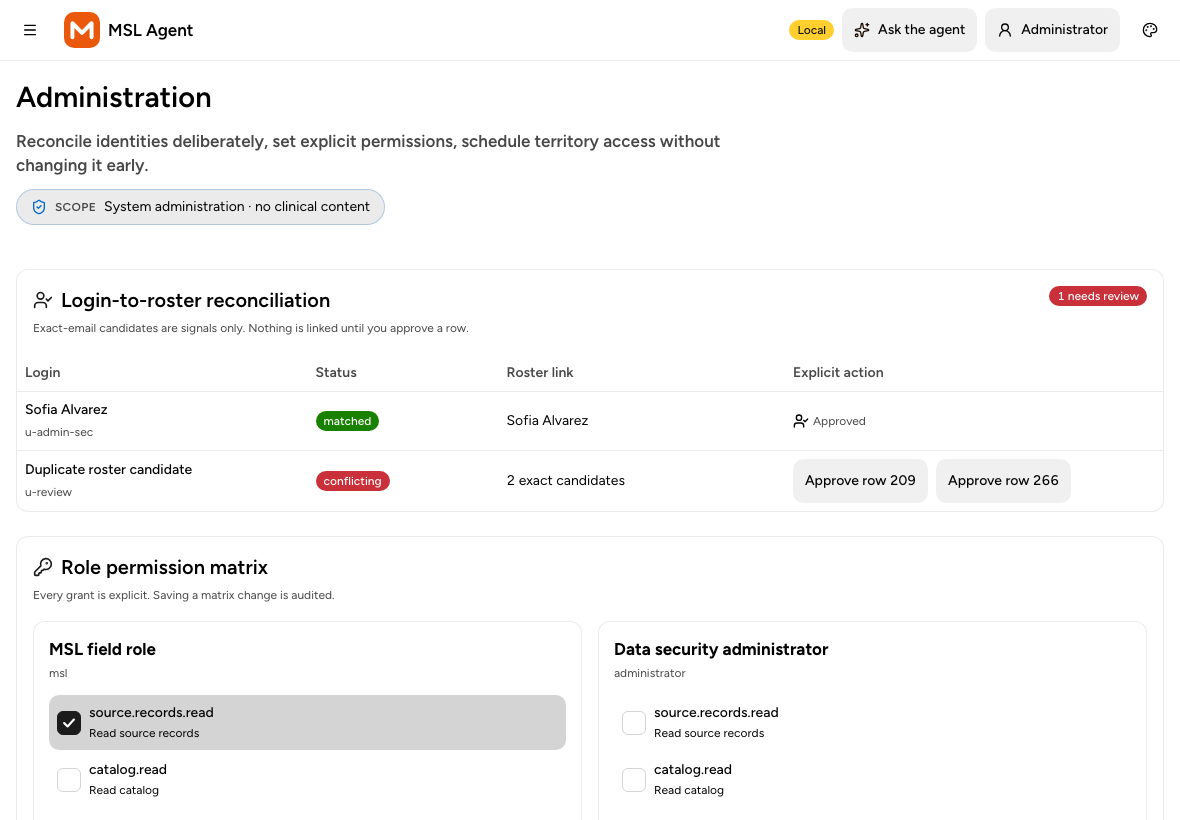 MSL Agent
Local
Ask the agent
Administrator
Administration
Reconcile identities deliberately, set explicit permissions, schedule territory access without
changing it early.
SCOPE System administration · no clinical content
Login-to-roster reconciliation
1 needs review
Exact-email candidates are signals only. Nothing is linked until you approve a row.
Login Status Roster link Explicit action
Sofia Alvarez
u-admin-sec
matched
Sofia Alvarez
Approved
Duplicate roster candidate
u-review
conflicting
2 exact candidates
Approve row 209
Approve row 266
Role permission matrix
Every grant is explicit. Saving a matrix change is audited.
MSL field role
msl
source.records.read
Read source records
catalog.read
Read catalog
Data security administrator
administrator
source.records.read
Read source records
catalog.read
Read catalog